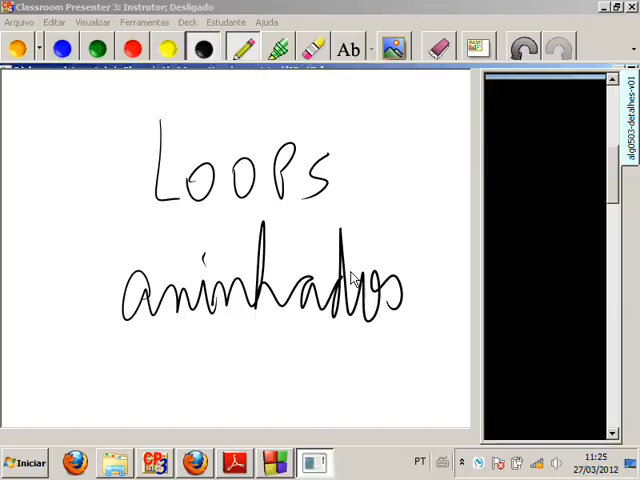 Classroom Presenter 3: Instrutor; Desligado
Arquivo Editar Visualizar Ferramentas Deck Estudante Ajuda
Ab
alg0503-detalhes-v01
Loops
aninhados
Iniciar
CP3
PT
11:25
27/03/2012